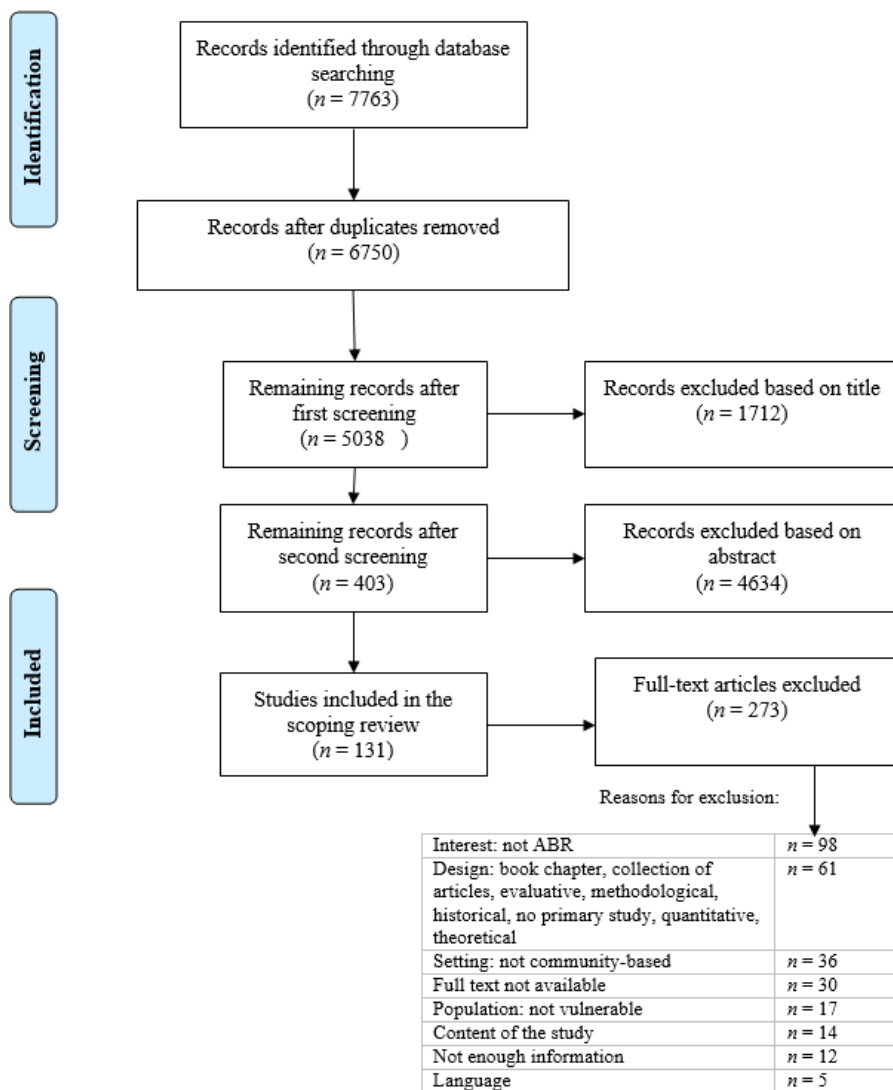 Identification
Records identified through database
searching
(n = 7763)
Records after duplicates removed
(n = 6750)
Screening
Remaining records after
first screening
(n = 5038   )
Records excluded based on title
(n = 1712)
Remaining records after
second screening
(n = 403)
Records excluded based on
abstract
(n = 4634)
Included
Studies included in the
scoping review
(n = 131)
Full-text articles excluded
(n = 273)
Reasons for exclusion:
Interest: not ABR n = 98
Design: book chapter, collection of n = 61
articles, evaluative, methodological,
historical, no primary study, quantitative,
theoretical
Setting: not community-based n = 36
Full text not available n = 30
Population: not vulnerable n = 17
Content of the study n = 14
Not enough information n = 12
Language n = 5